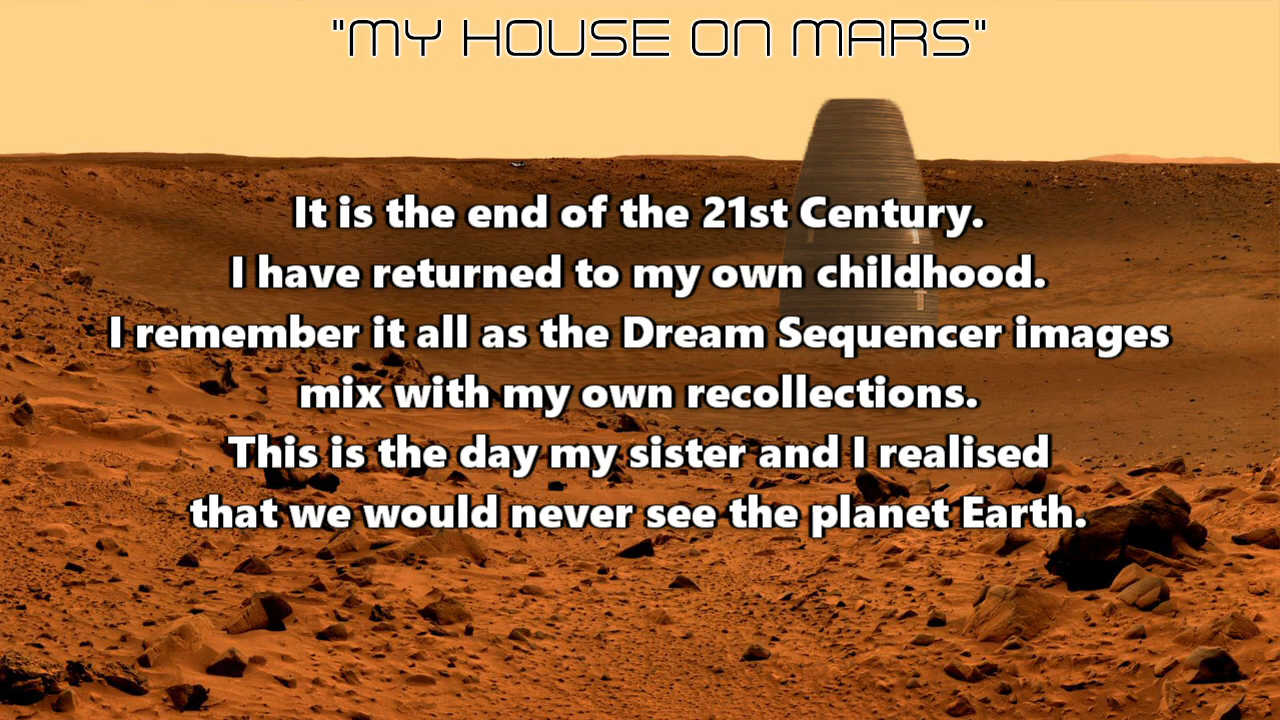 "MY HOUSE ON MARS"
It is the end of the 21st Century.
I have returned to my own childhood.
I remember it all as the Dream Sequencer images
mix with my own recollections.
This is the day my sister and I realised
that we would never see the planet Earth.